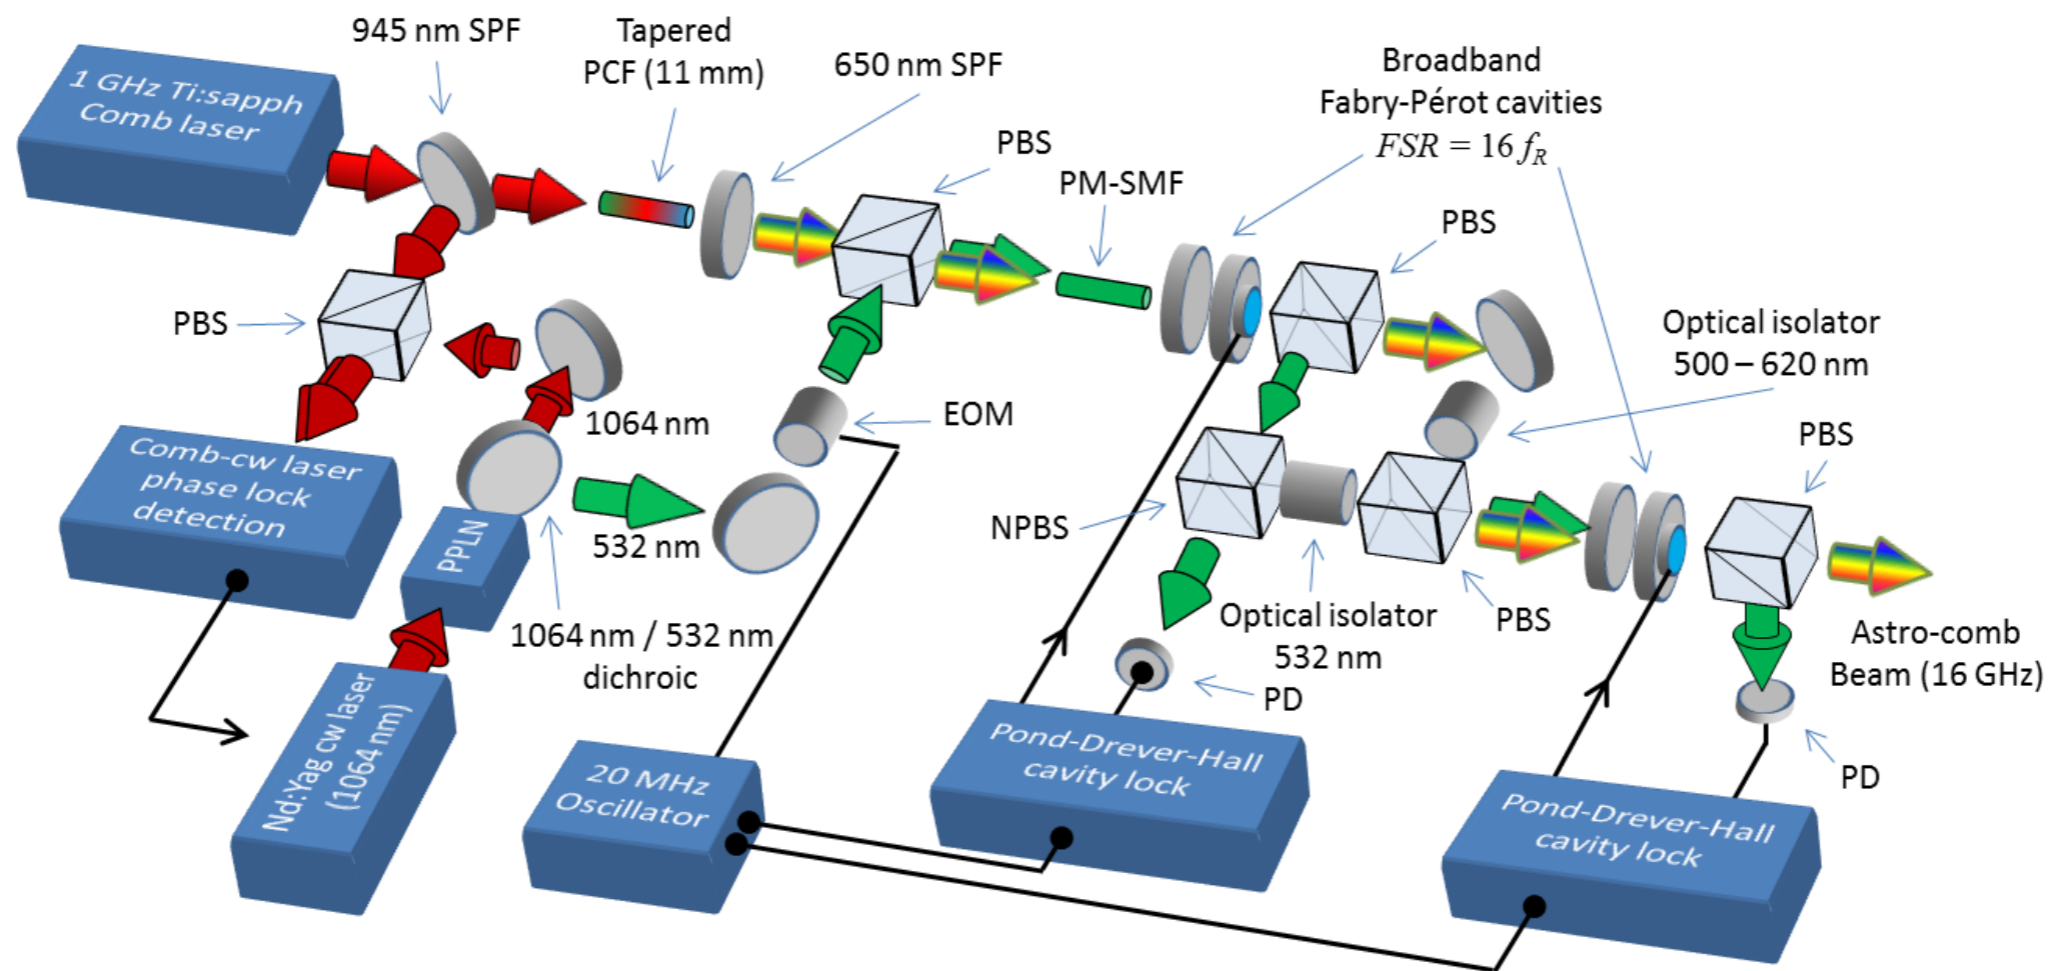 945 nm SPF
Tapered
PCF (11 mm)
650 nm SPF
Broadband
Fabry-Pérot cavities
FSR = 16 f_R
1 GHz Ti:sapph
Comb laser
PBS
PM-SMF
PBS
PBS
Optical isolator
500 – 620 nm
1064 nm
EOM
PBS
Comb-cw laser
phase lock
detection
532 nm
NPBS
PPLN
1064 nm / 532 nm
dichroic
Optical isolator
532 nm
PBS
Astro-comb
Beam (16 GHz)
PD
PD
Nd:Yag cw laser
(1064 nm)
20 MHz
Oscillator
Pond-Drever-Hall
cavity lock
Pond-Drever-Hall
cavity lock